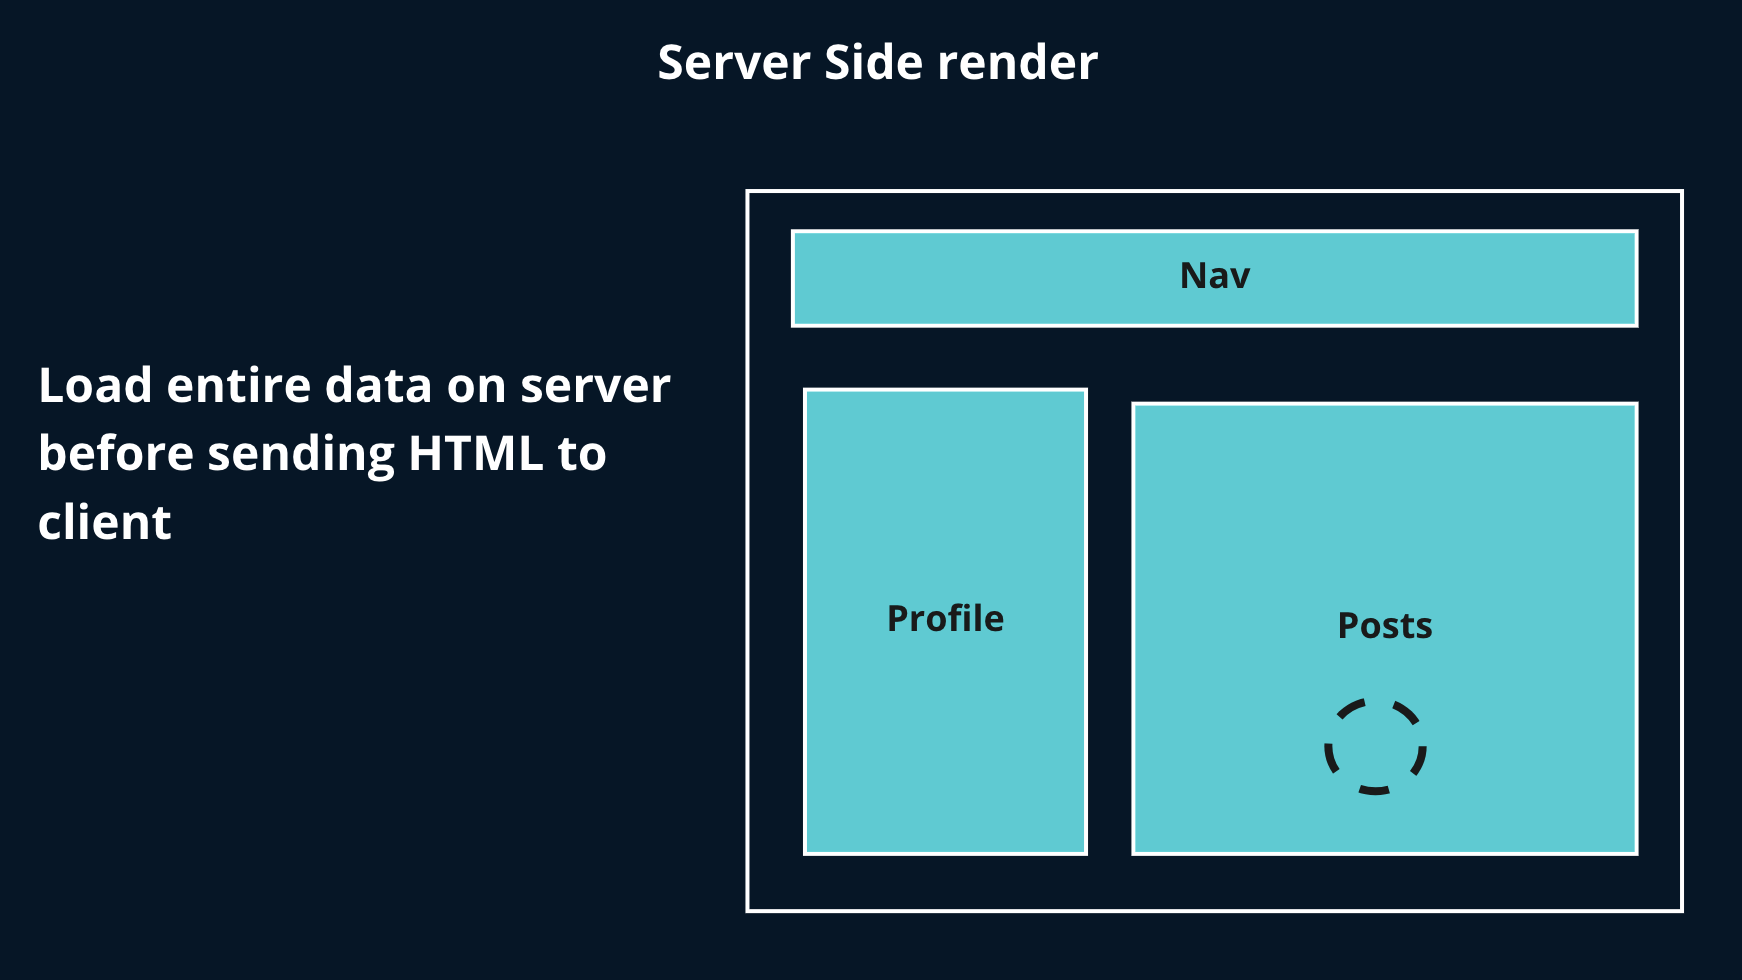 Server Side render
Load entire data on server
before sending HTML to
client
Nav
Profile
Posts